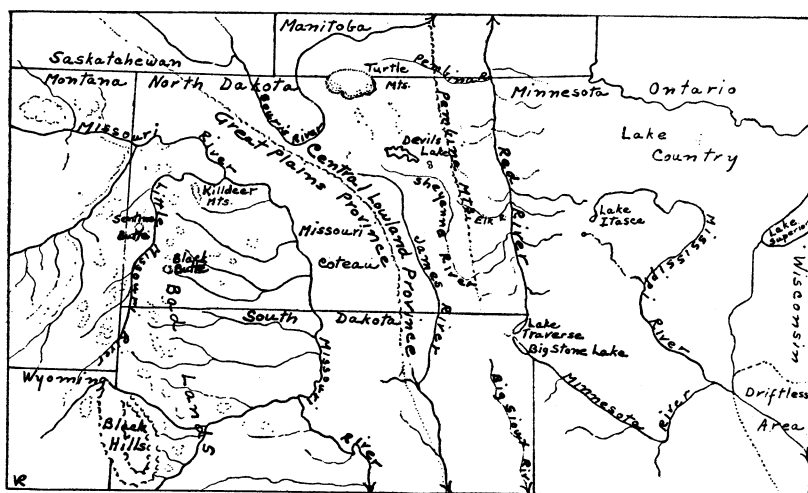 Manitoba
Saskatchewan
Montana
North Dakota
Turtle
Mts.
Pembina R.
Minnesota
Ontario
Souris River
Missouri
River
Great Plains Province
Central Lowland Province
Devils
Lake
Pembina Mts.
Red River
Lake
Country
Killdeer
Mts.
Sheyenne River
Elk R.
Lake
Itasca
Mississippi
River
Lake
Superior
Sentinel
Butte
Little Missouri River
Black
Butte
Missouri
Coteau
James River
Wisconsin
Bad Lands
South Dakota
Lake
Traverse
Big Stone Lake
Missouri
River
Wyoming
Big Sioux Riv
Minnesota
River
Driftless
Area
Black
Hills
VR